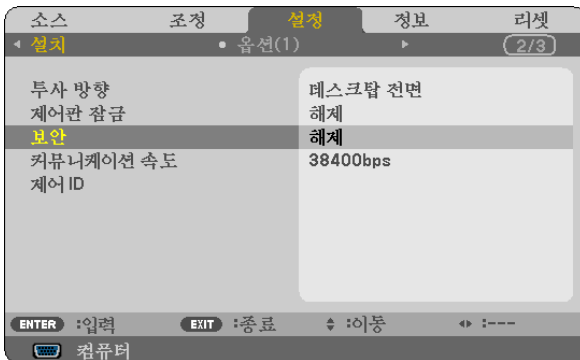 소스 조정 설정 정보 리셋
설치 • 옵션(1) 2/3
투사 방향 데스크탑 전면
제어판 잠금 해제
보안 해제
커뮤니케이션 속도 38400bps
제어 ID
ENTER :입력 EXIT :종료 :이동 :---
컴퓨터